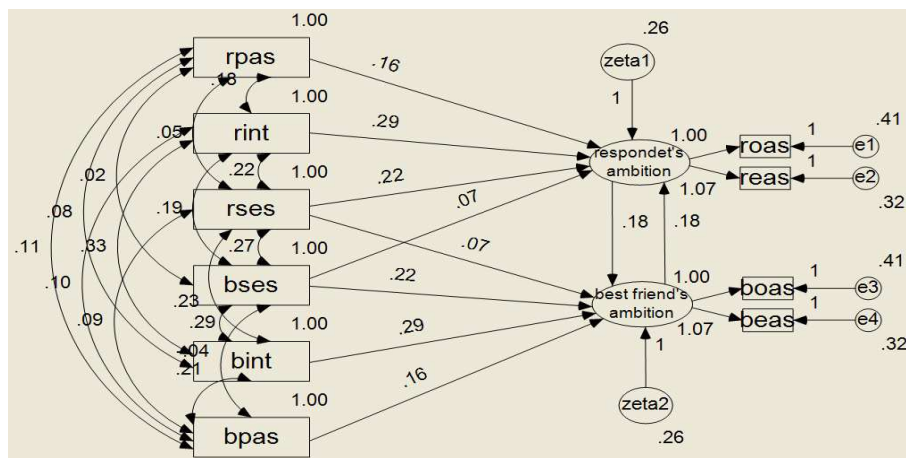 1.00
.26
rpas
zeta1
.16
.18
1.00
1
.41
rint
.29
1.00
1
roas
e1
respondet's
ambition
.05
.22
1.00
1
reas
e2
.02
.22
1.07
.32
rses
.07
.08
.19
1.00
.18
.18
.11
.33
.27
.07
.41
bses
.22
1.00
1
boas
e3
.10
best friend's
ambition
.23
1.00
1
beas
e4
.09
.29
1.07
.32
.04
bint
.29
1
.21
1.00
.16
zeta2
bpas
.26